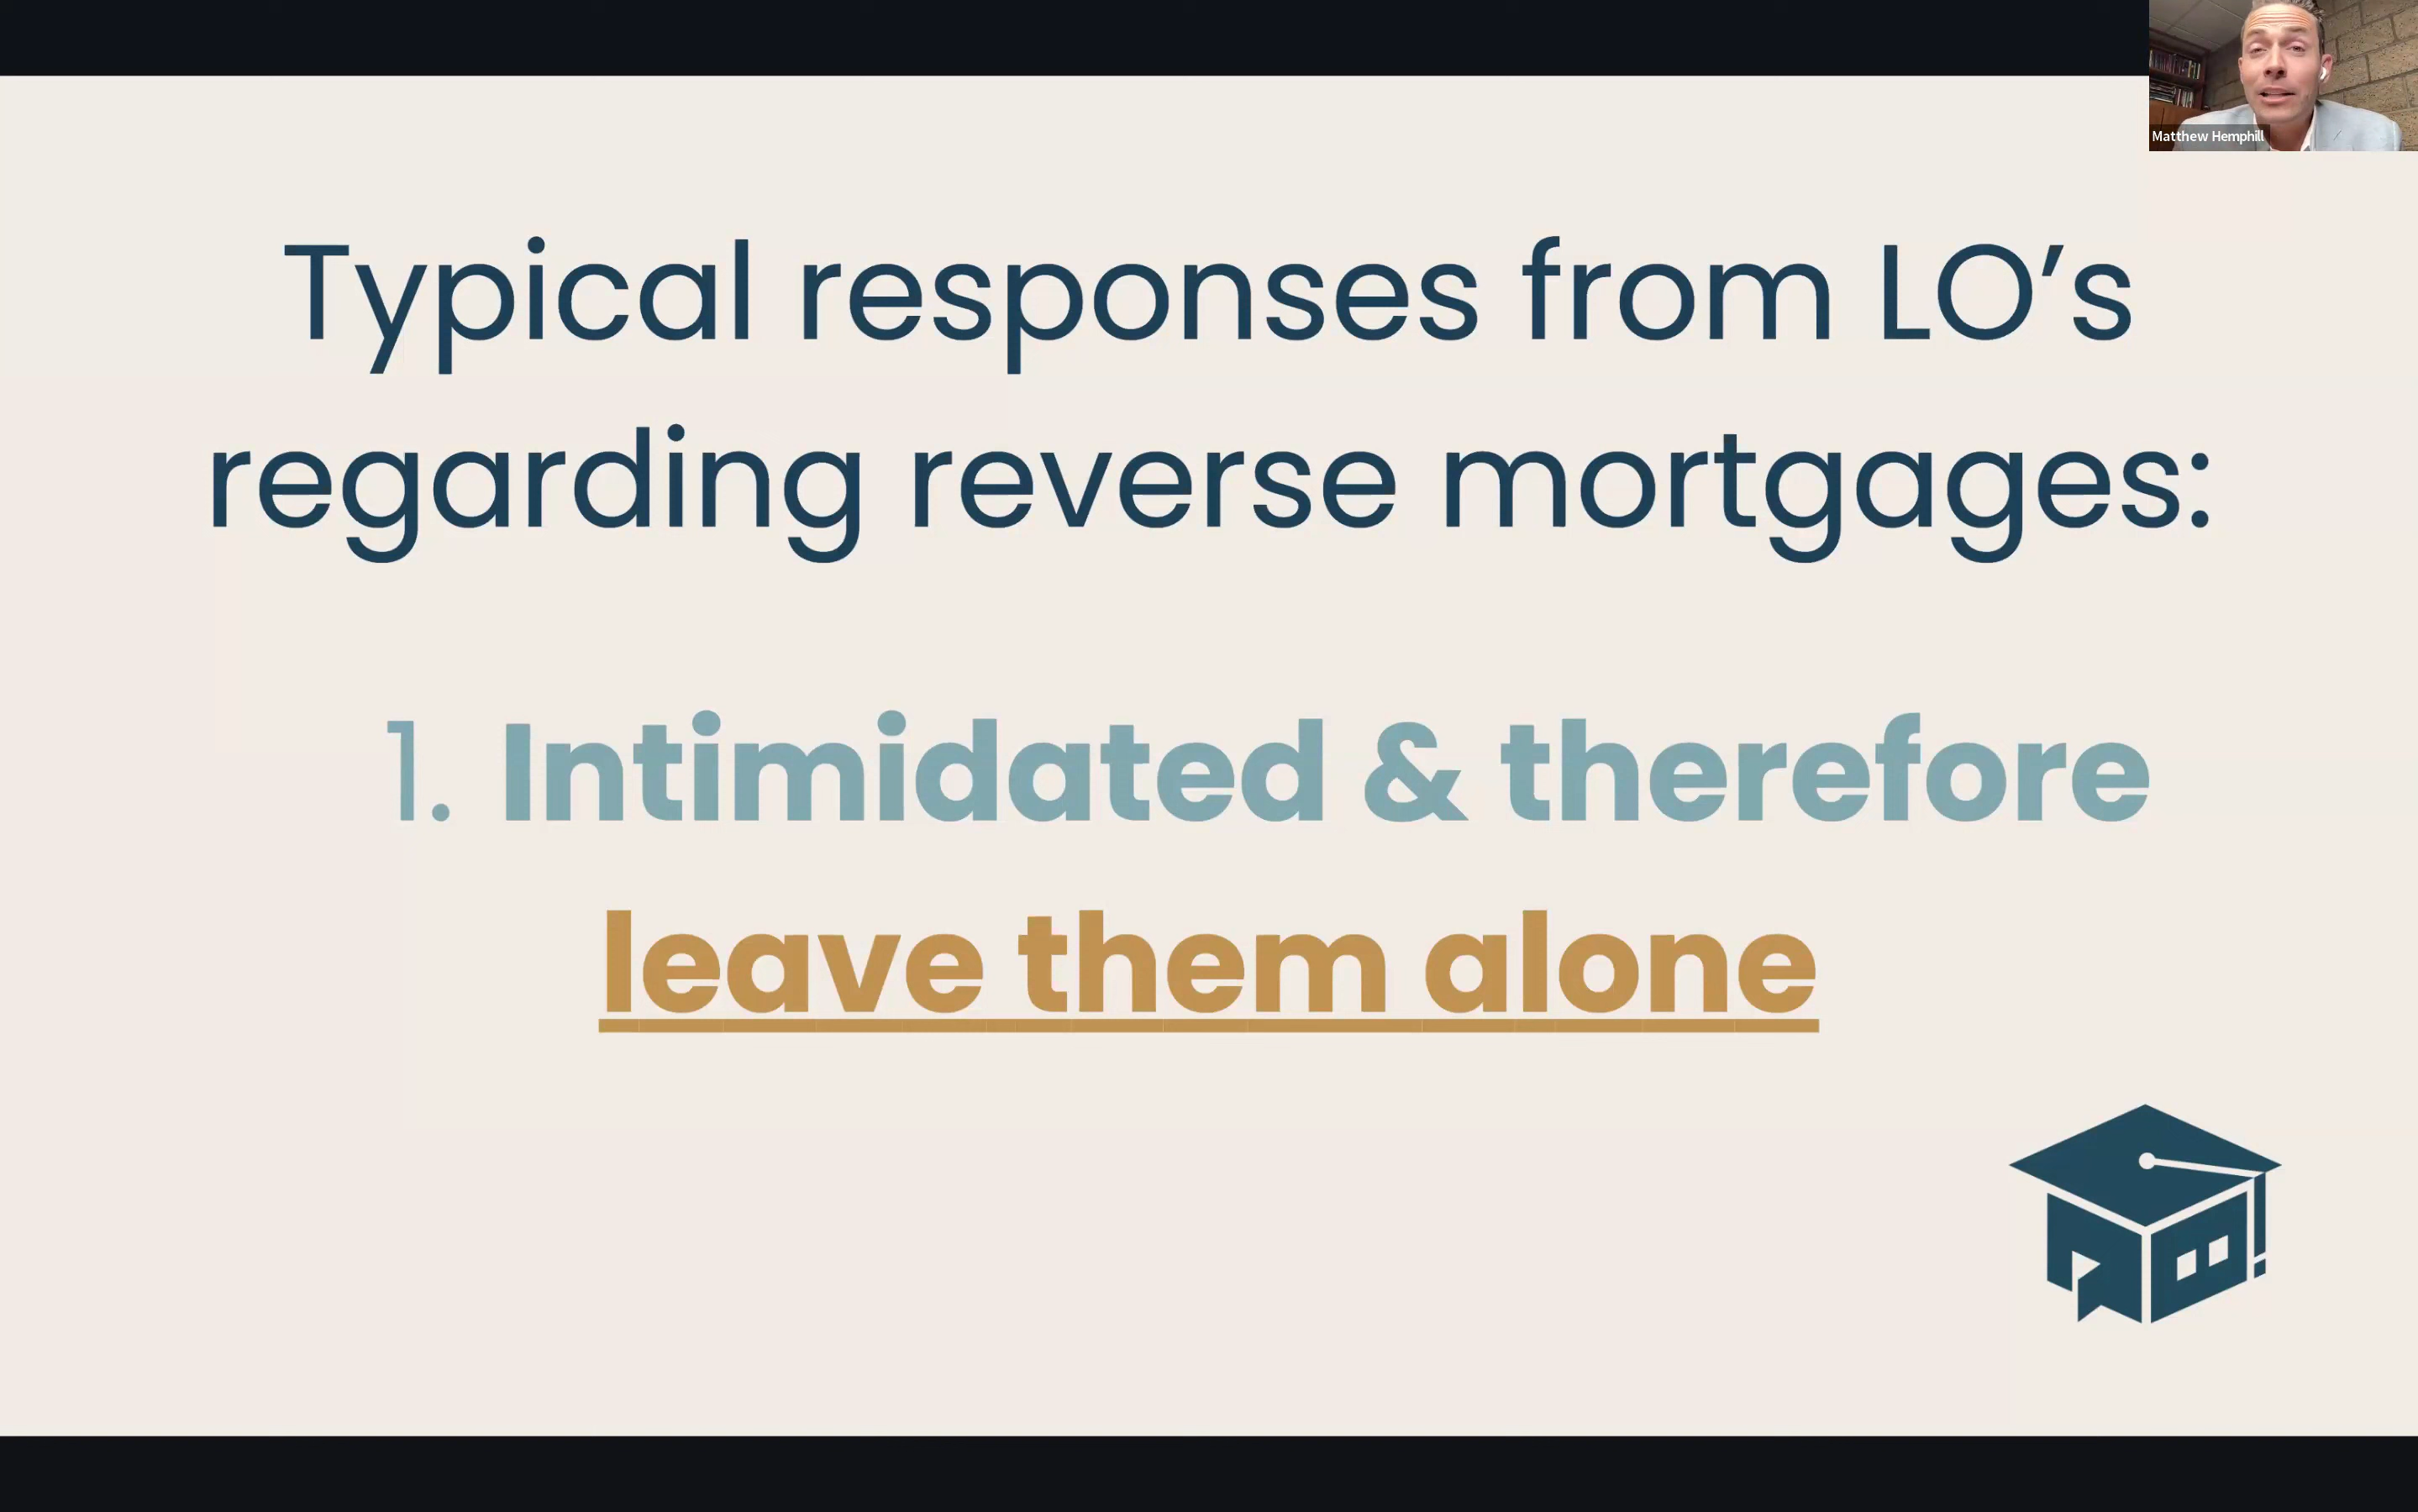 Matthew Hemphill
Typical responses from LO’s
regarding reverse mortgages:
1. Intimidated & therefore
leave them alone